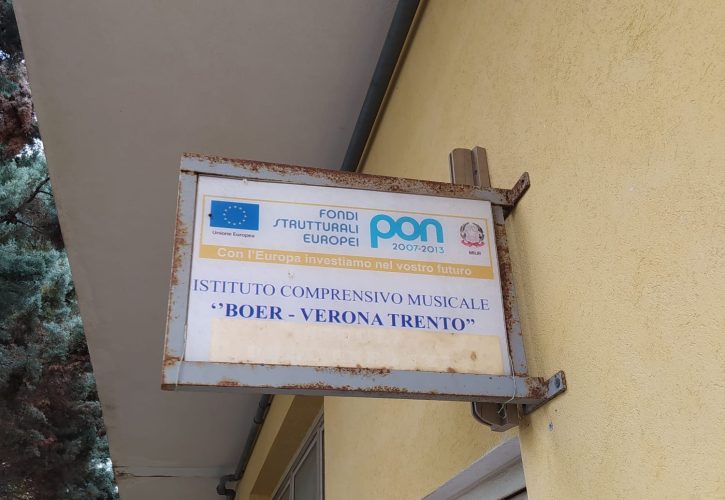 Unione Europea
FONDI
STRUTTURALI
EUROPEI
pon
2007-2013
MIUR
Con l'Europa investiamo nel vostro futuro
ISTITUTO COMPRENSIVO MUSICALE
‘’BOER - VERONA TRENTO”